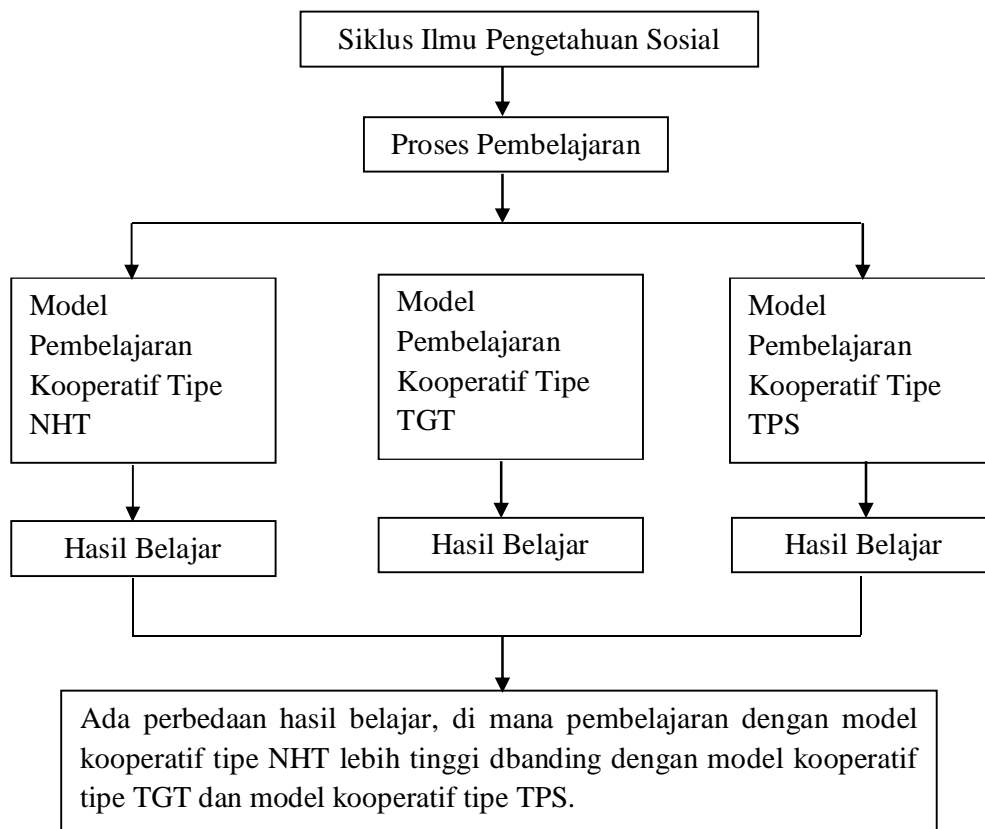 Siklus Ilmu Pengetahuan Sosial
Proses Pembelajaran
Model
Pembelajaran
Kooperatif Tipe
NHT
Model
Pembelajaran
Kooperatif Tipe
TGT
Model
Pembelajaran
Kooperatif Tipe
TPS
Hasil Belajar
Hasil Belajar
Hasil Belajar
Ada perbedaan hasil belajar, di mana pembelajaran dengan model
kooperatif tipe NHT lebih tinggi dbanding dengan model kooperatif
tipe TGT dan model kooperatif tipe TPS.